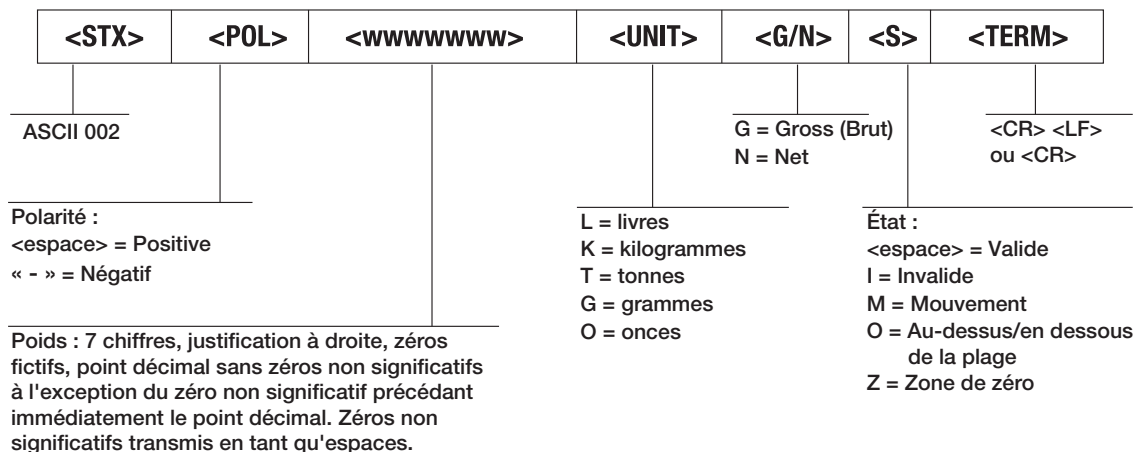 <STX> <POL> <wwwwwww> <UNIT> <G/N> <S> <TERM>
ASCII 002
G = Gross (Brut)
N = Net
<CR> <LF>
ou <CR>
Polarité :
<espace> = Positive
« - » = Négatif
L = livres
K = kilogrammes
T = tonnes
G = grammes
O = onces
État :
<espace> = Valide
I = Invalide
M = Mouvement
O = Au-dessus/en dessous
de la plage
Z = Zone de zéro
Poids : 7 chiffres, justification à droite, zéros
fictifs, point décimal sans zéros non significatifs
à l'exception du zéro non significatif précédant
immédiatement le point décimal. Zéros non
significatifs transmis en tant qu'espaces.